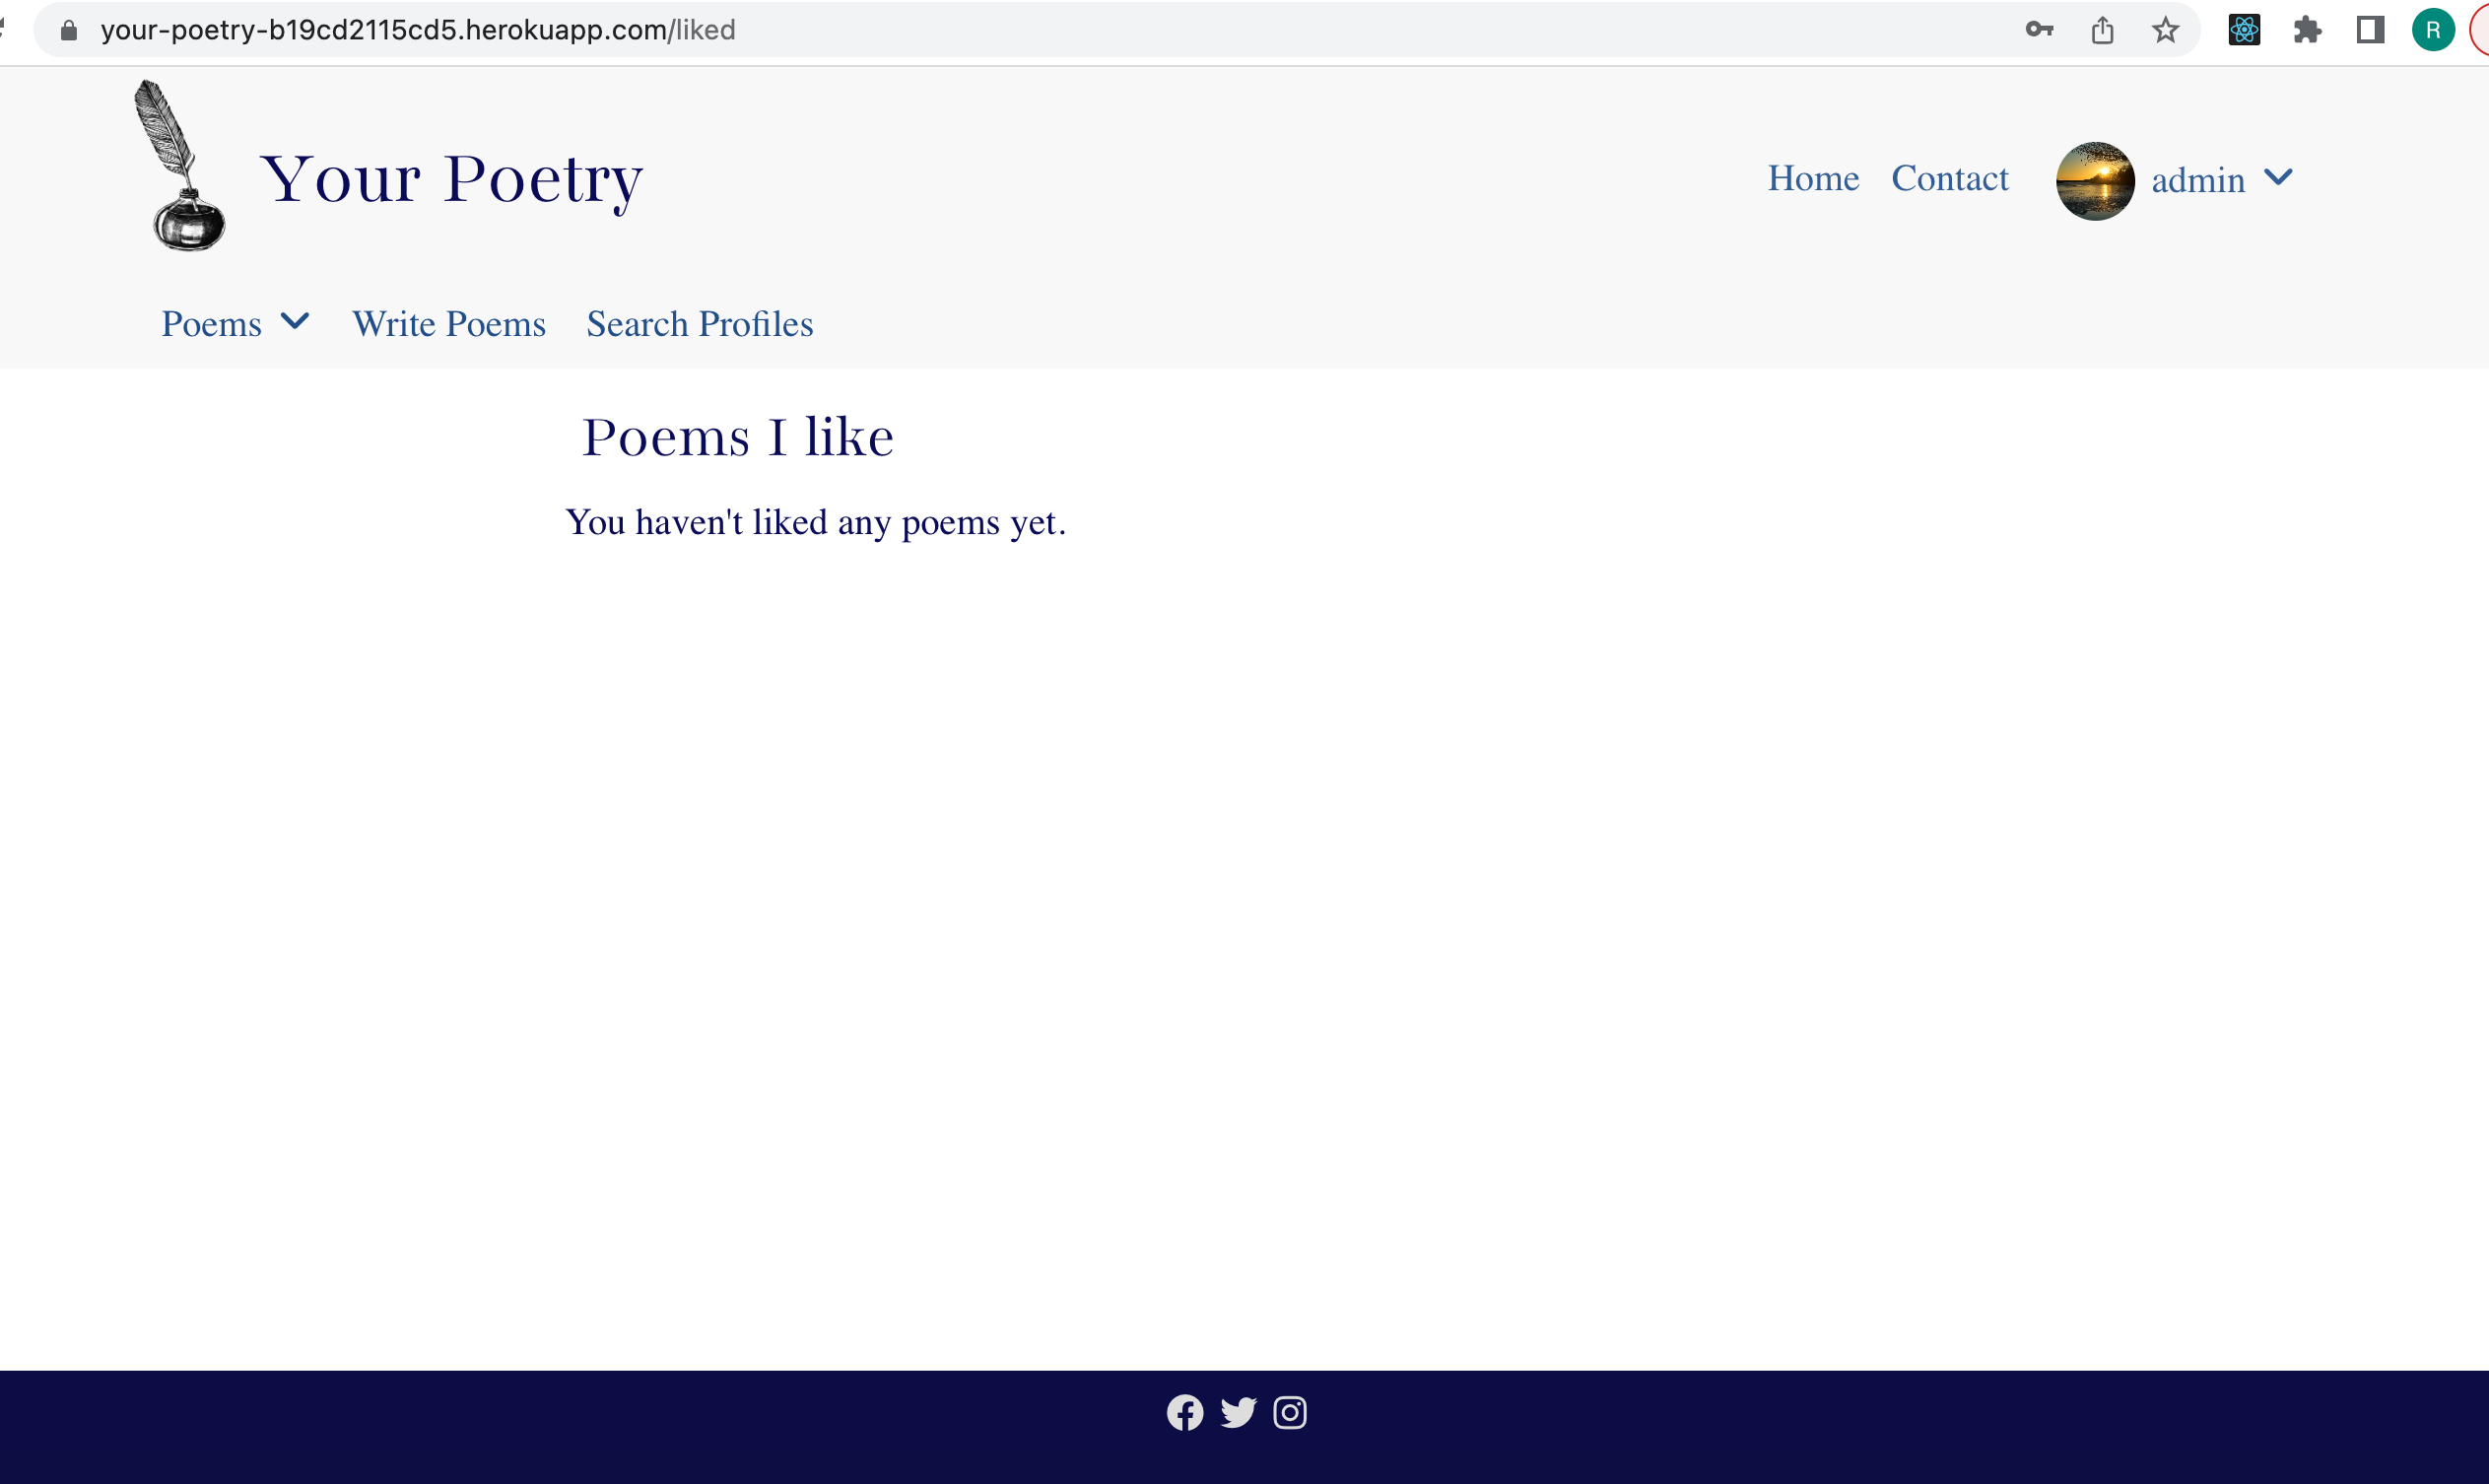 your-poetry-b19cd2115cd5.herokuapp.com/liked
R
Your Poetry
Home Contact admin
Poems Write Poems Search Profiles
Poems I like
You haven't liked any poems yet.